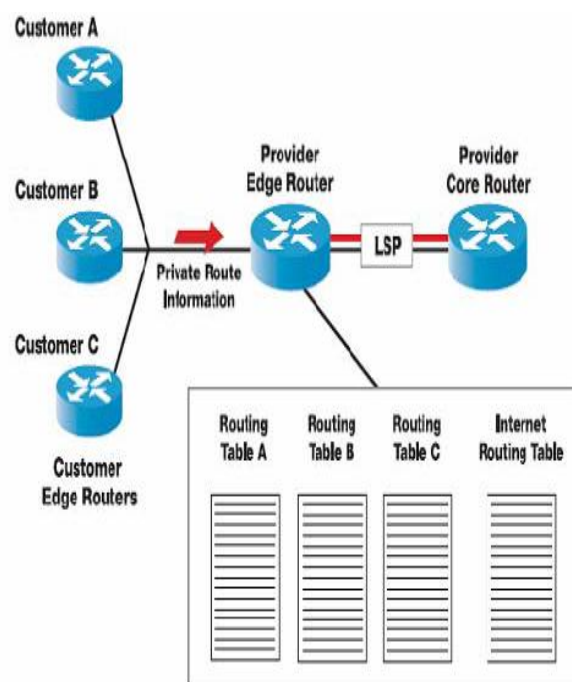 Customer A
Customer B
Customer C
Customer
Edge Routers
Private Route
Information
Provider
Edge Router
LSP
Provider
Core Router
Routing
Table A
Routing
Table B
Routing
Table C
Internet
Routing Table